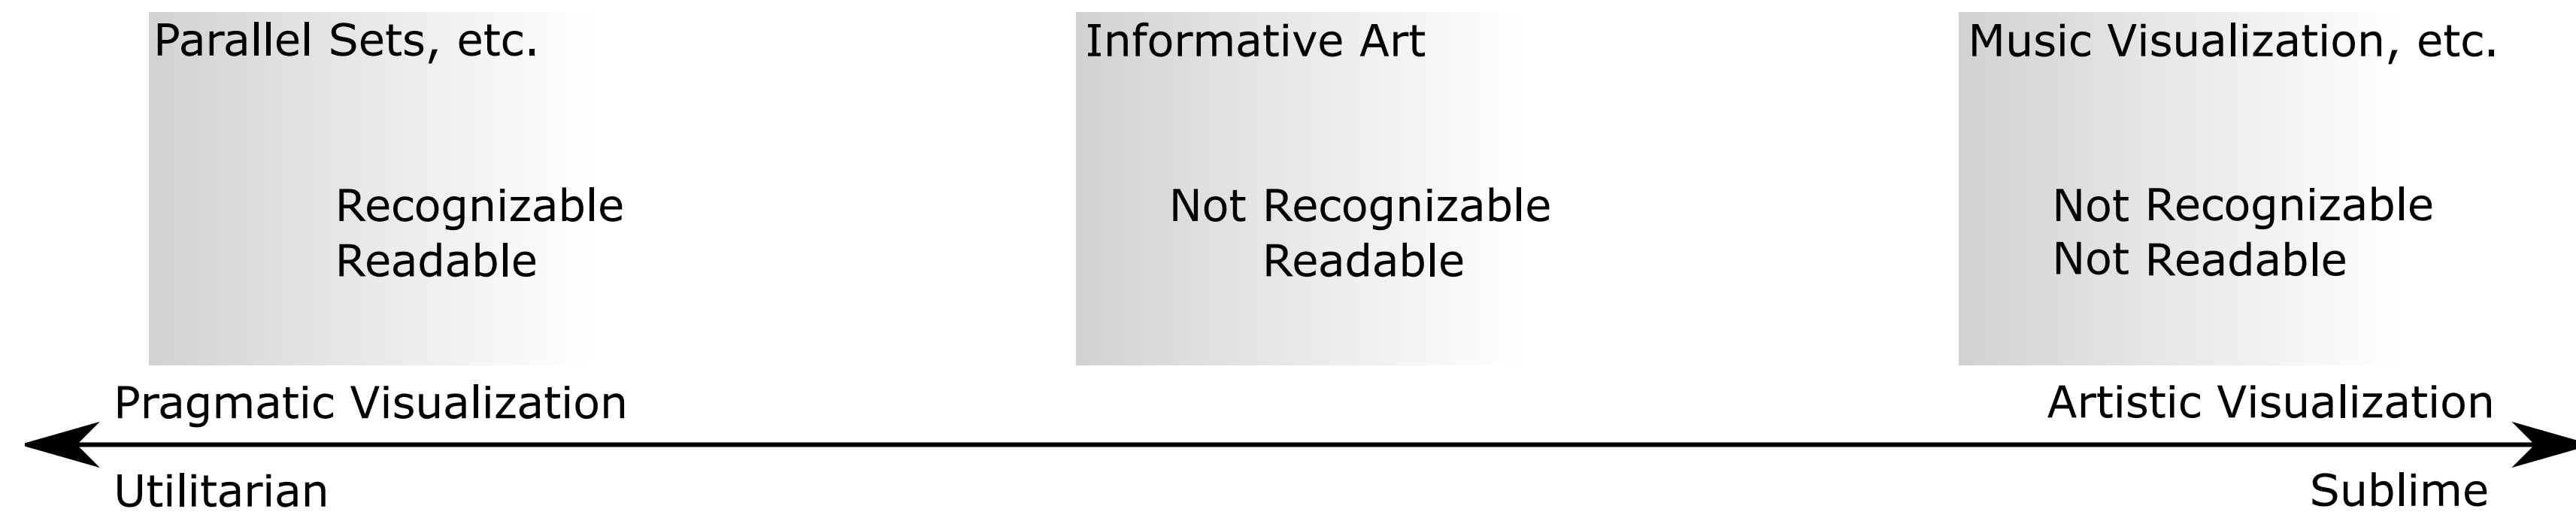 Parallel Sets, etc.
Recognizable
Readable
Informative Art
Not Recognizable
Readable
Music Visualization, etc.
Not Recognizable
Not Readable
Pragmatic Visualization
Artistic Visualization
Utilitarian
Sublime